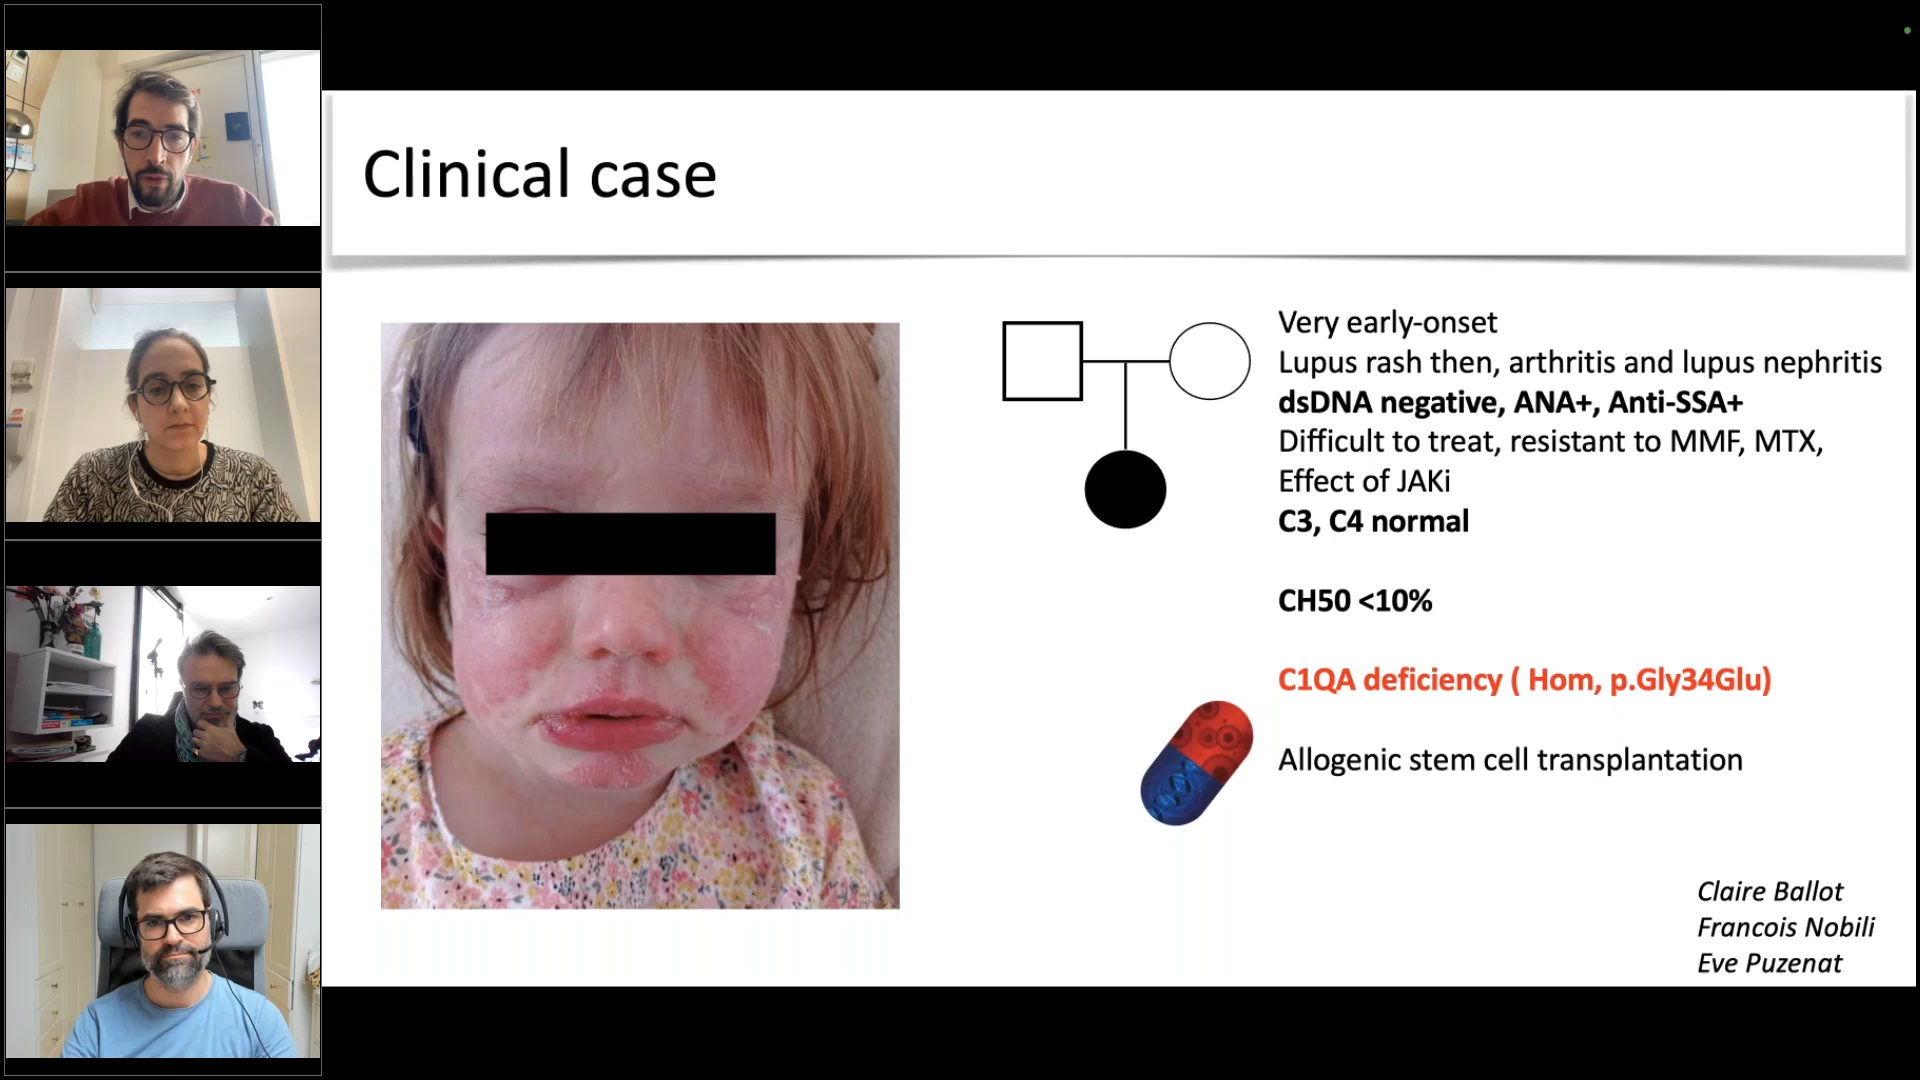 Clinical case
Very early-onset
Lupus rash then, arthritis and lupus nephritis
dsDNA negative, ANA+, Anti-SSA+
Difficult to treat, resistant to MMF, MTX,
Effect of JAKi
C3, C4 normal
CH50 <10%
C1QA deficiency ( Hom, p.Gly34Glu)
Allogenic stem cell transplantation
Claire Ballot
Francois Nobili
Eve Puzenat